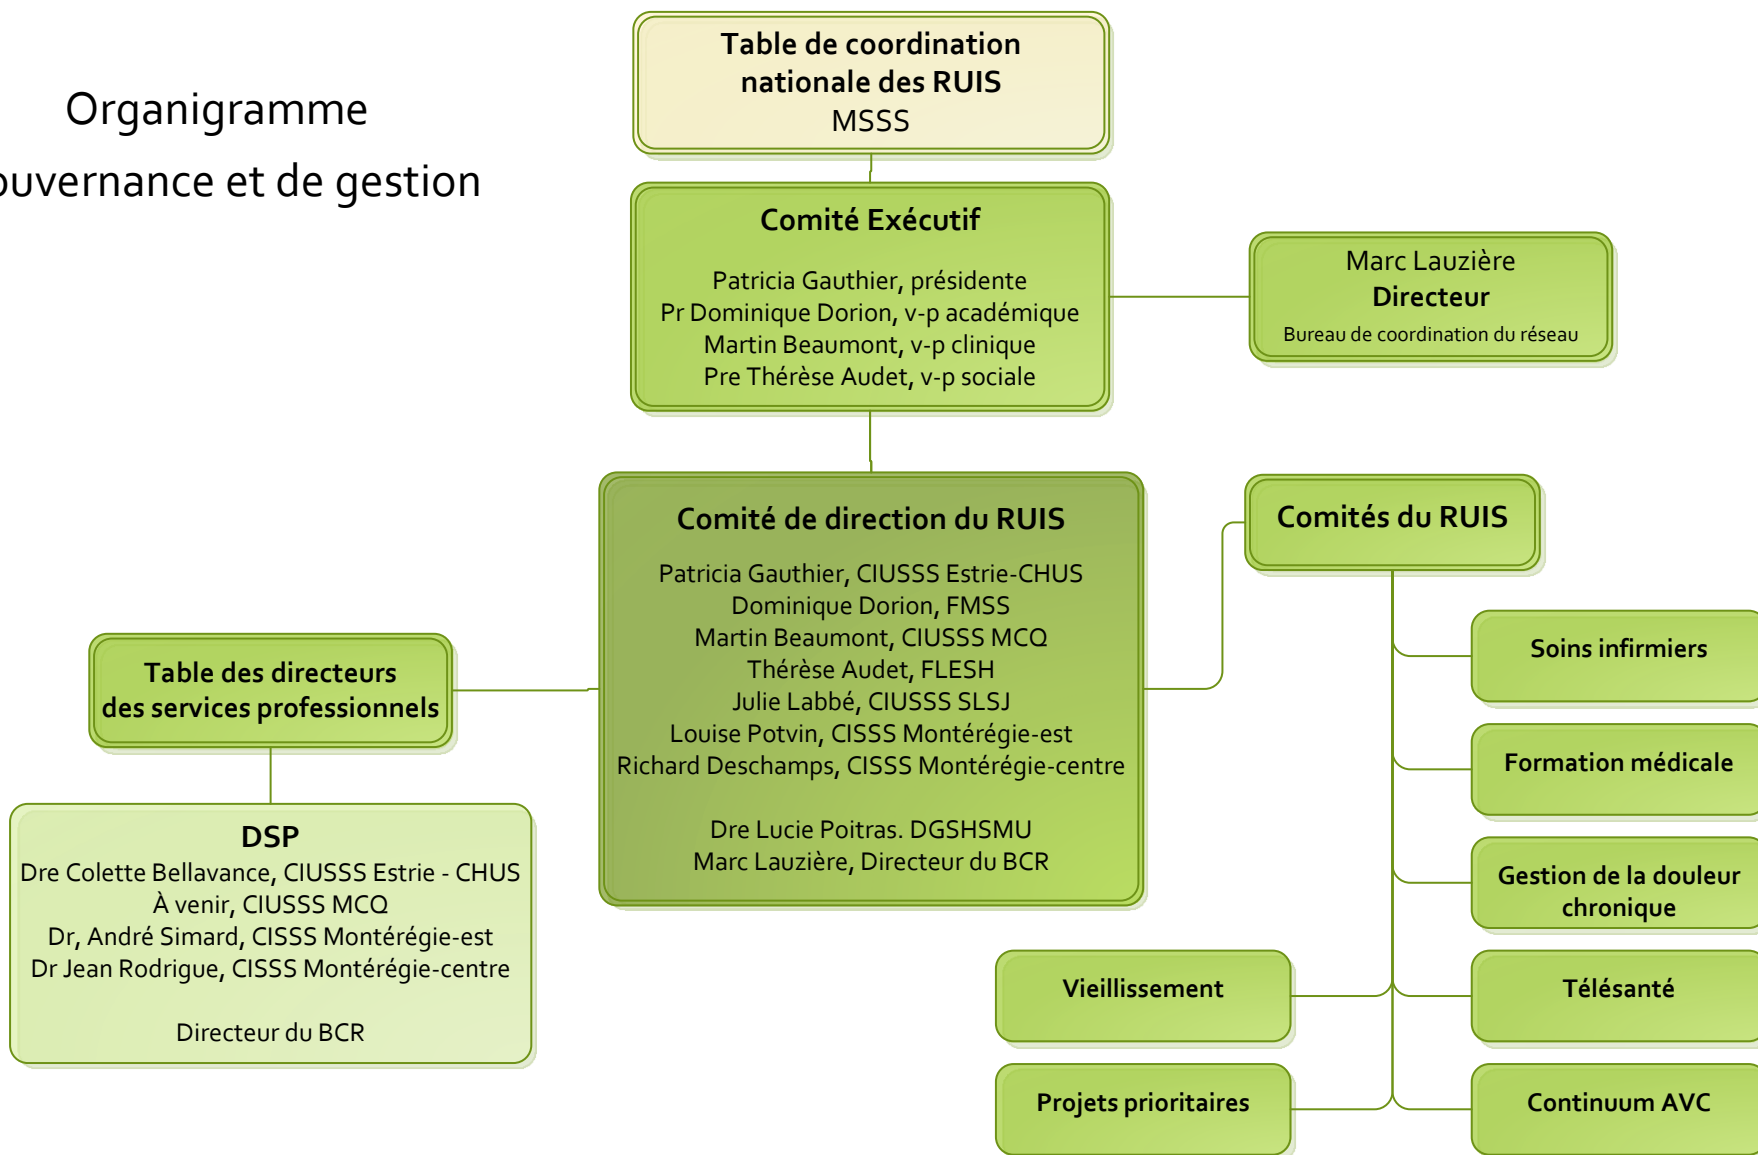 Organigramme
ouvernance et de gestion
Table de coordination
nationale des RUIS
MSSS
Comité Exécutif
Patricia Gauthier, présidente
Pr Dominique Dorion, v-p académique
Martin Beaumont, v-p clinique
Pre Thérèse Audet, v-p sociale
Marc Lauzière
Directeur
Bureau de coordination du réseau
Comité de direction du RUIS
Patricia Gauthier, CIUSSS Estrie-CHUS
Dominique Dorion, FMSS
Martin Beaumont, CIUSSS MCQ
Thérèse Audet, FLESH
Julie Labbé, CIUSSS SLSJ
Louise Potvin, CISSS Montérégie-est
Richard Deschamps, CISSS Montérégie-centre
Dre Lucie Poitras. DGSHSMU
Marc Lauzière, Directeur du BCR
Table des directeurs
des services professionnels
DSP
Dre Colette Bellavance, CIUSSS Estrie - CHUS
À venir, CIUSSS MCQ
Dr, André Simard, CISSS Montérégie-est
Dr Jean Rodrigue, CISSS Montérégie-centre
Directeur du BCR
Comités du RUIS
Soins infirmiers
Formation médicale
Gestion de la douleur
chronique
Vieillissement
Télésanté
Projets prioritaires
Continuum AVC